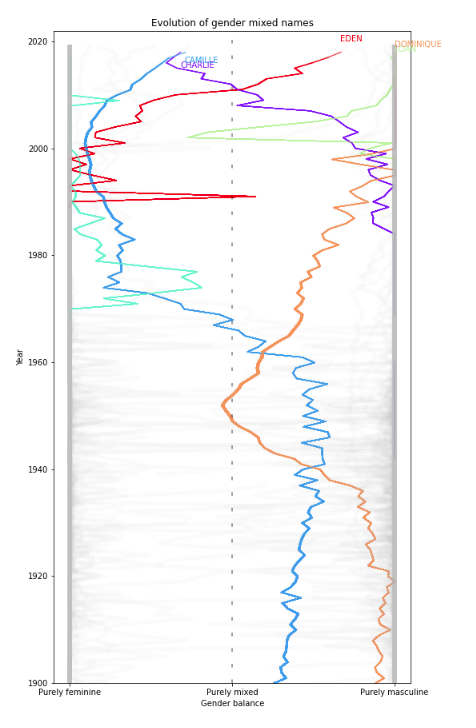 Evolution of gender mixed names
EDEN
DOMINIQUE
CAMILLE
CHARLIE
2020
2000
1980
1960
1940
1920
1900
Year
Purely feminine
Purely mixed
Purely masculine
Gender balance